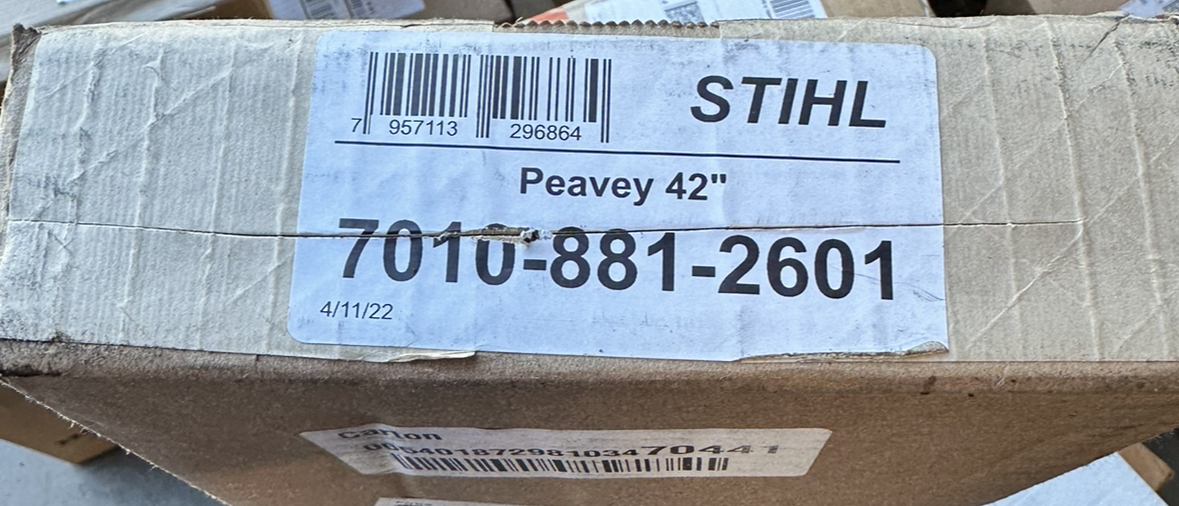 STIHL
7 957113 296864
Peavey 42"
7010-881-2601
4/11/22
Carton